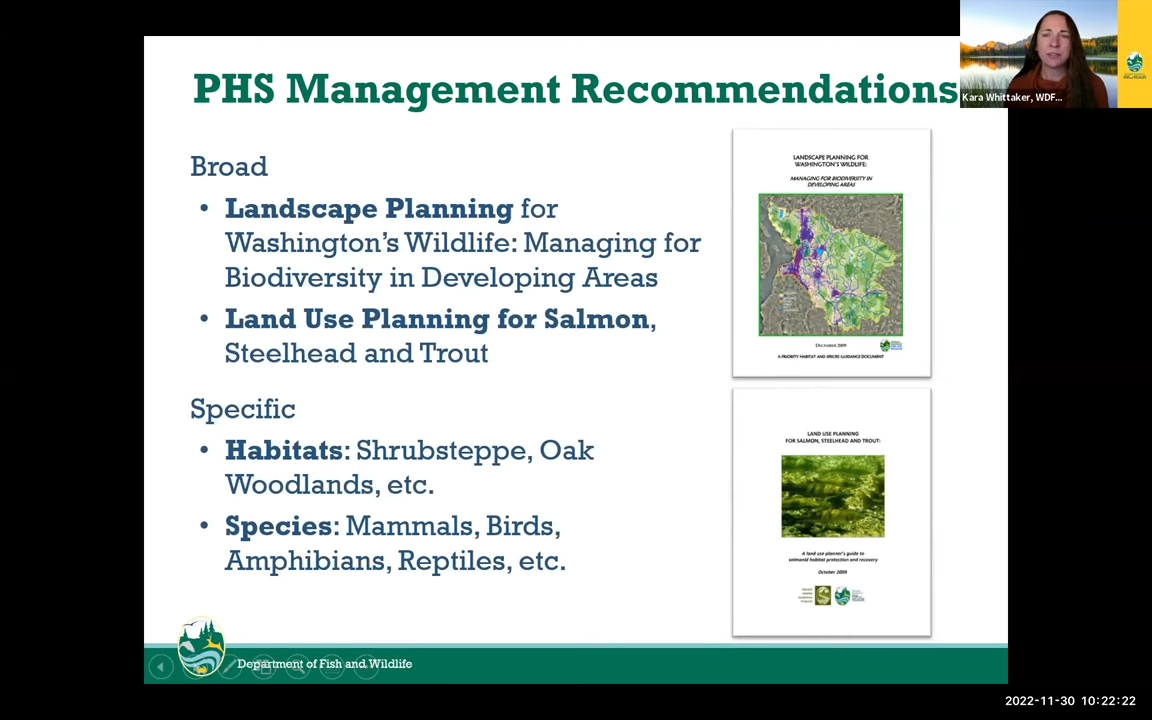 PHS Management Recommendations
Kara Whittaker, WDF...
Broad
• Landscape Planning for
Washington's Wildlife: Managing for
Biodiversity in Developing Areas
• Land Use Planning for Salmon,
Steelhead and Trout
Specific
• Habitats: Shrubsteppe, Oak
Woodlands, etc.
• Species: Mammals, Birds,
Amphibians, Reptiles, etc.
LANDSCAPE PLANNING FOR
WASHINGTON'S WILDLIFE:
MANAGING FOR BIODIVERSITY IN
DEVELOPING AREAS
DECEMBER 2009
A PRIORITY HABITAT AND SPECIES GUIDANCE DOCUMENT
LAND USE PLANNING
FOR SALMON, STEELHEAD AND TROUT:
A land use planner's guide to
salmonid habitat protection and recovery
October 2009
Department of Fish and Wildlife
2022-11-30 10:22:22